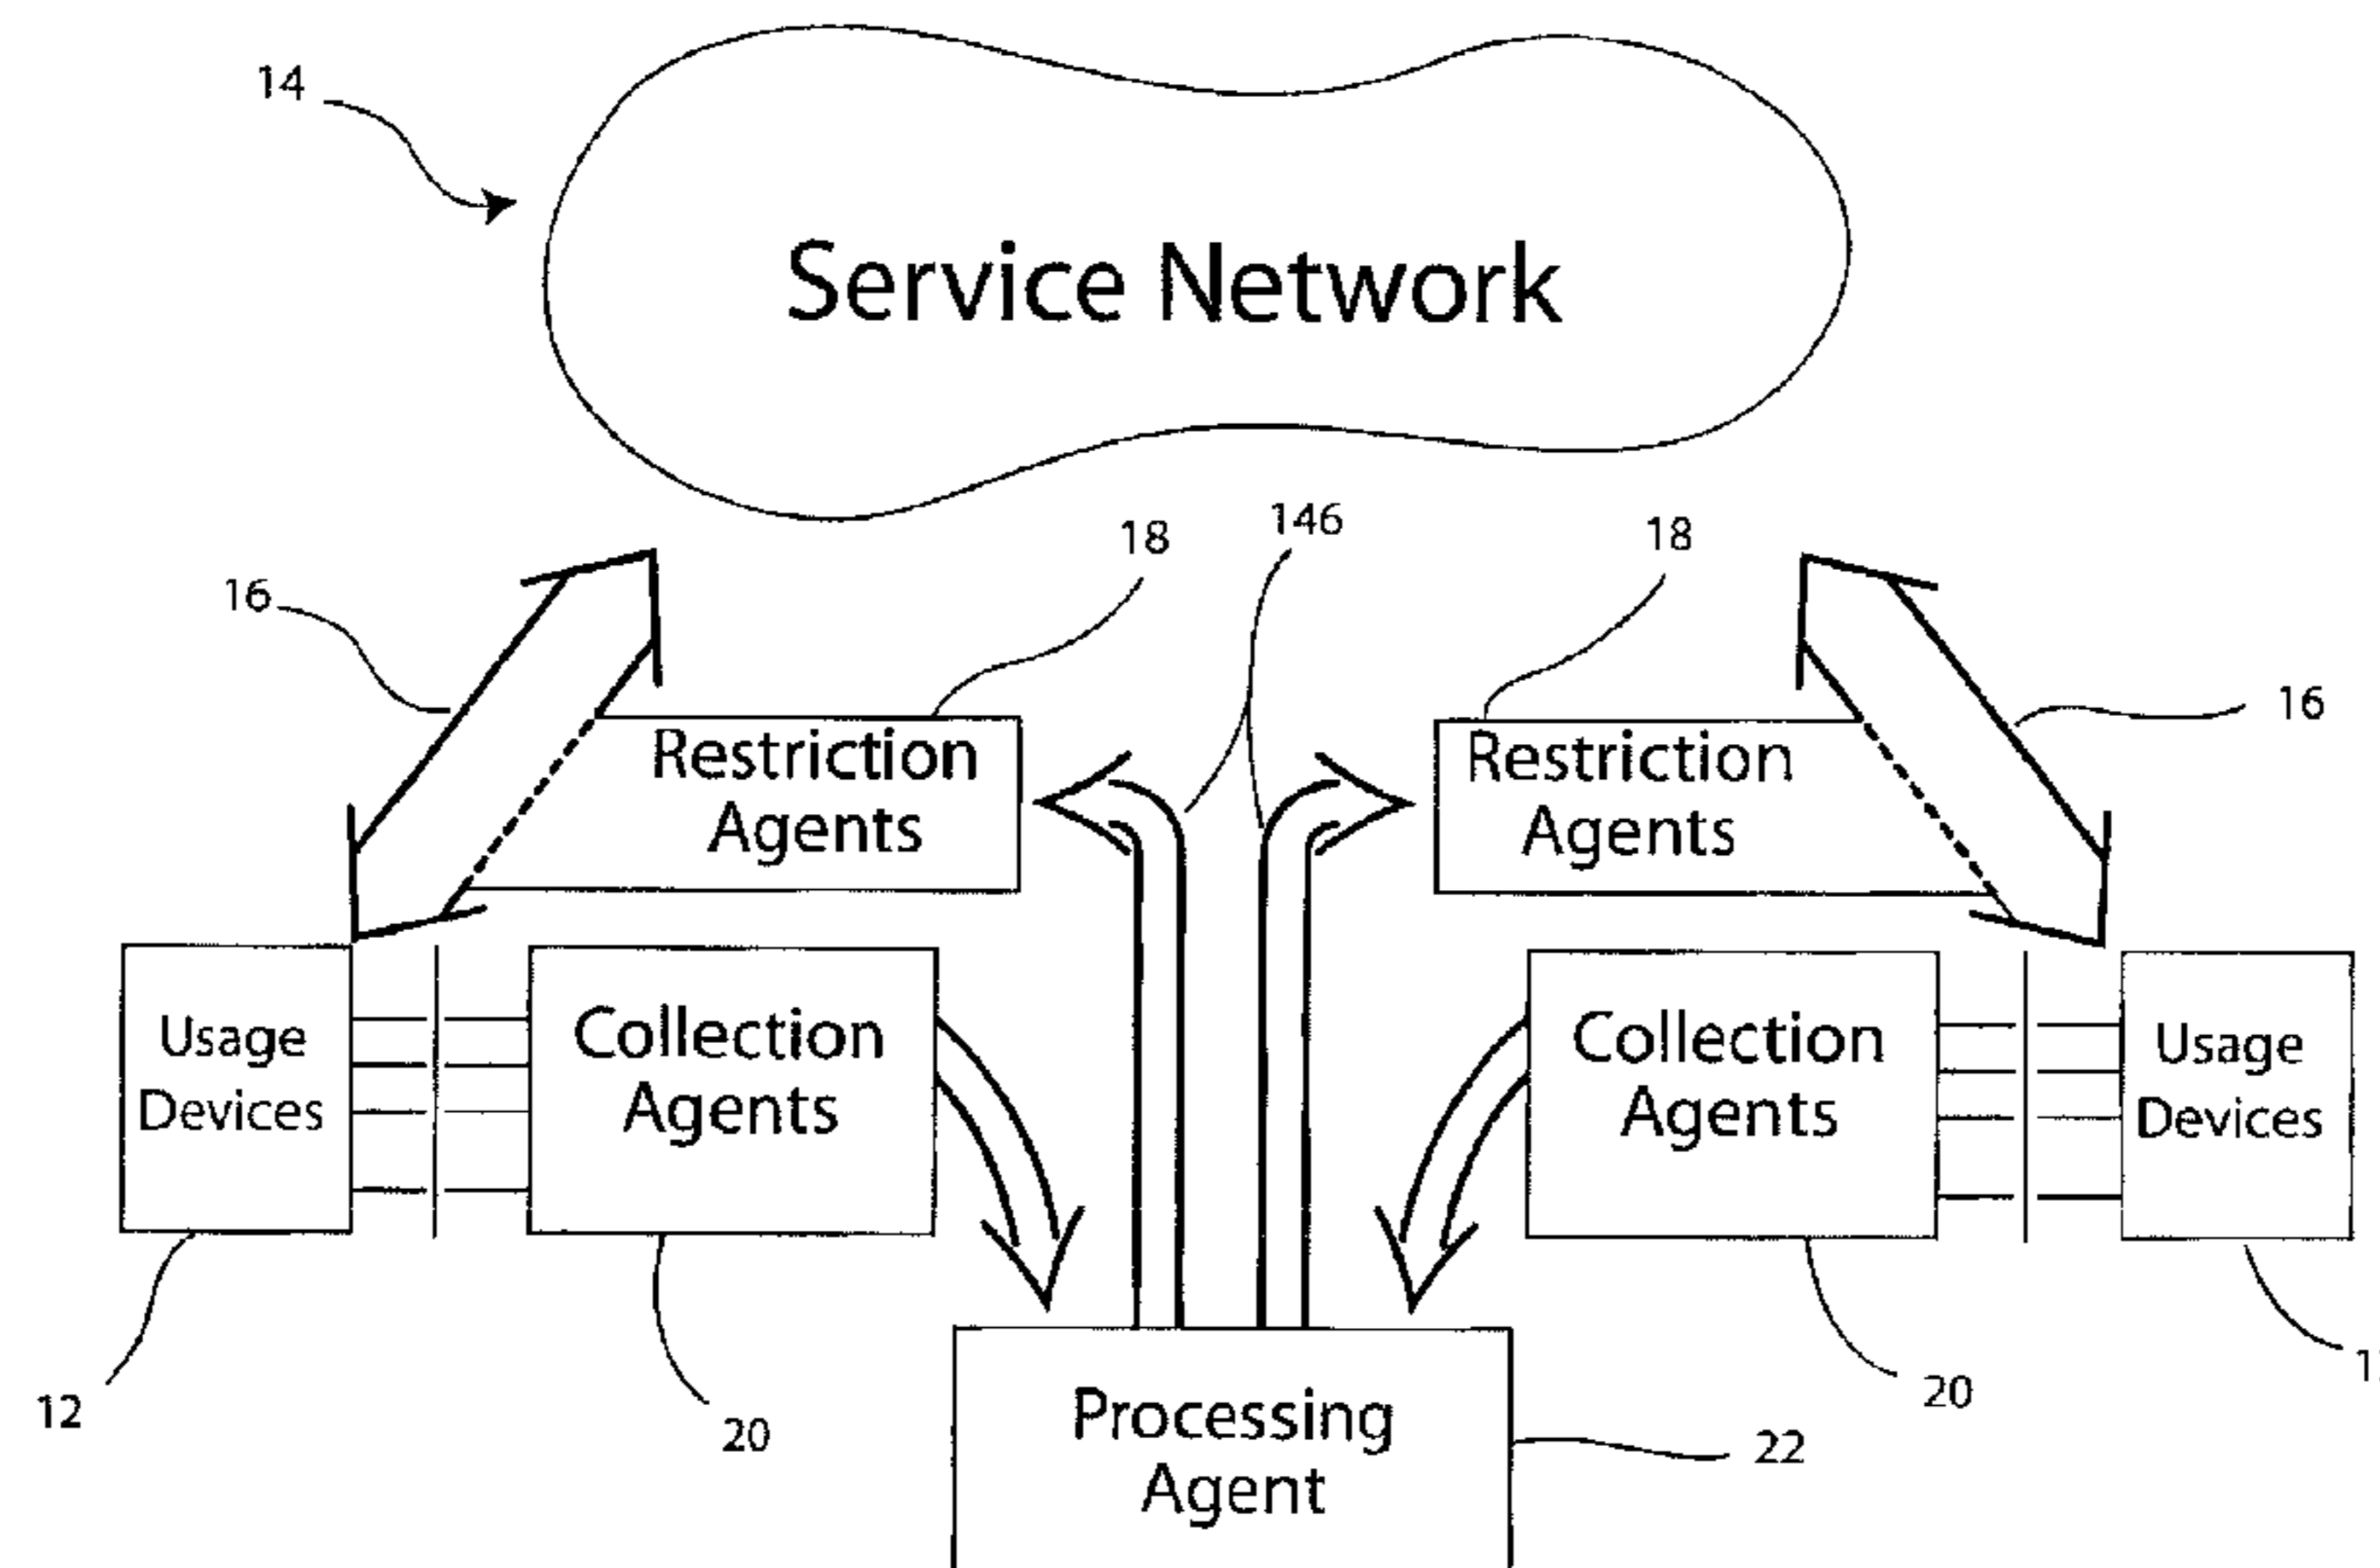 14
Service Network
16
18
146
18
16
Restriction
Agents
Restriction
Agents
Usage
Devices
Collection
Agents
Collection
Agents
Usage
Devices
12
20
20
Processing
Agent
22